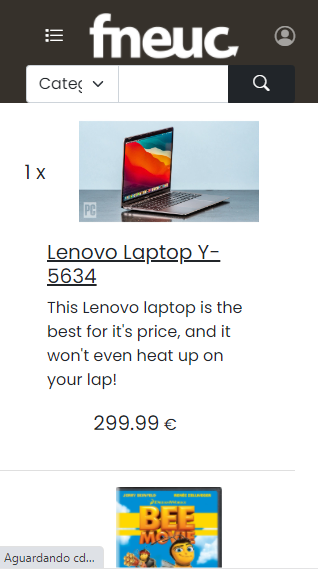 fneuc
Categ
1 x
PC
Lenovo Laptop Y-
5634
This Lenovo laptop is the
best for it's price, and it
won't even heat up on
your lap!
299.99 €
DREAMWORKS
JERRY SEINFELD RENÉE ZELLWEGER
BEE
MOVIE
Aguardando cd...